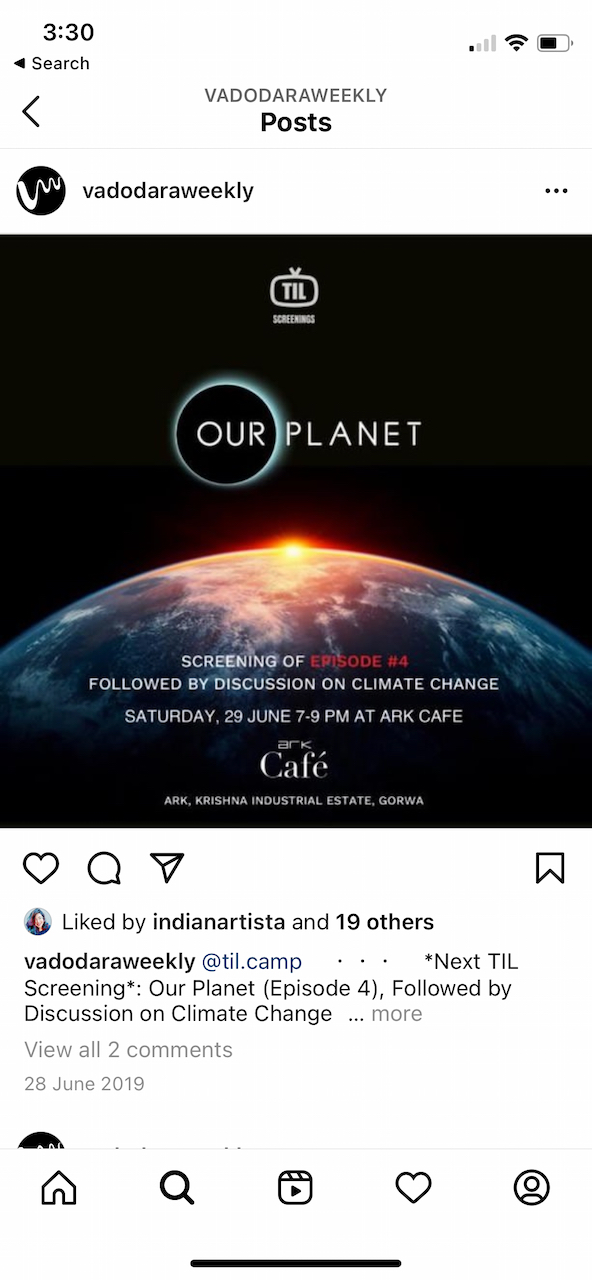 3:30
Search
VADODARAWEEKLY
Posts
vadodaraweekly
TIL
SCREENINGS
OUR PLANET
SCREENING OF EPISODE #4
FOLLOWED BY DISCUSSION ON CLIMATE CHANGE
SATURDAY, 29 JUNE 7-9 PM AT ARK CAFE
ark
Café
ARK, KRISHNA INDUSTRIAL ESTATE, GORWA
Liked by indianartista and 19 others
vadodaraweekly @til.camp · · · *Next TIL
Screening*: Our Planet (Episode 4), Followed by
Discussion on Climate Change ... more
View all 2 comments
28 June 2019